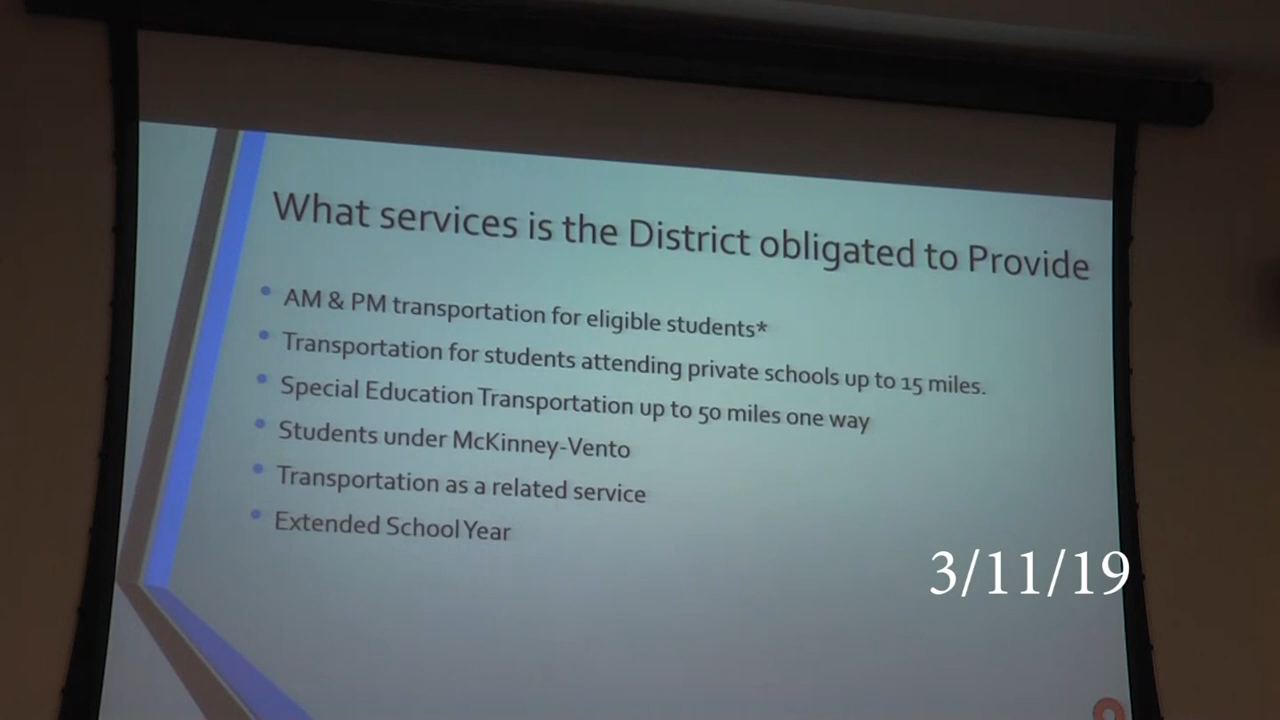 What services is the District obligated to Provide
AM & PM transportation for eligible students*
Transportation for students attending private schools up to 15 miles.
Special Education Transportation up to 50 miles one way
Students under McKinney-Vento
Transportation as a related service
Extended School Year
3/11/19